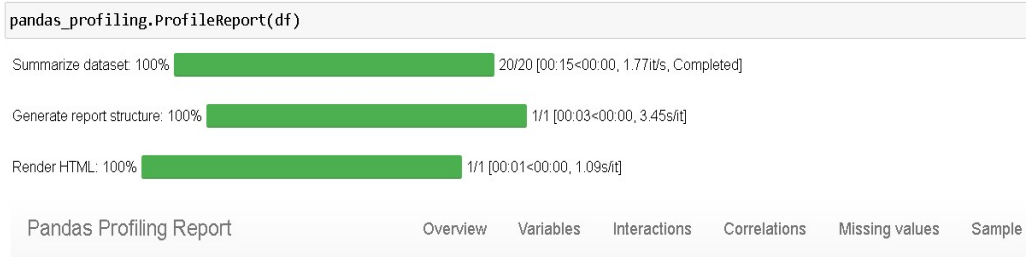 pandas_profiling.ProfileReport(df)
Summarize dataset: 100% 20/20 [00:15<00:00, 1.77it/s, Completed]
Generate report structure: 100% 1/1 [00:03<00:00, 3.45s/it]
Render HTML: 100% 1/1 [00:01<00:00, 1.09s/it]
Pandas Profiling Report Overview Variables Interactions Correlations Missing values Sample